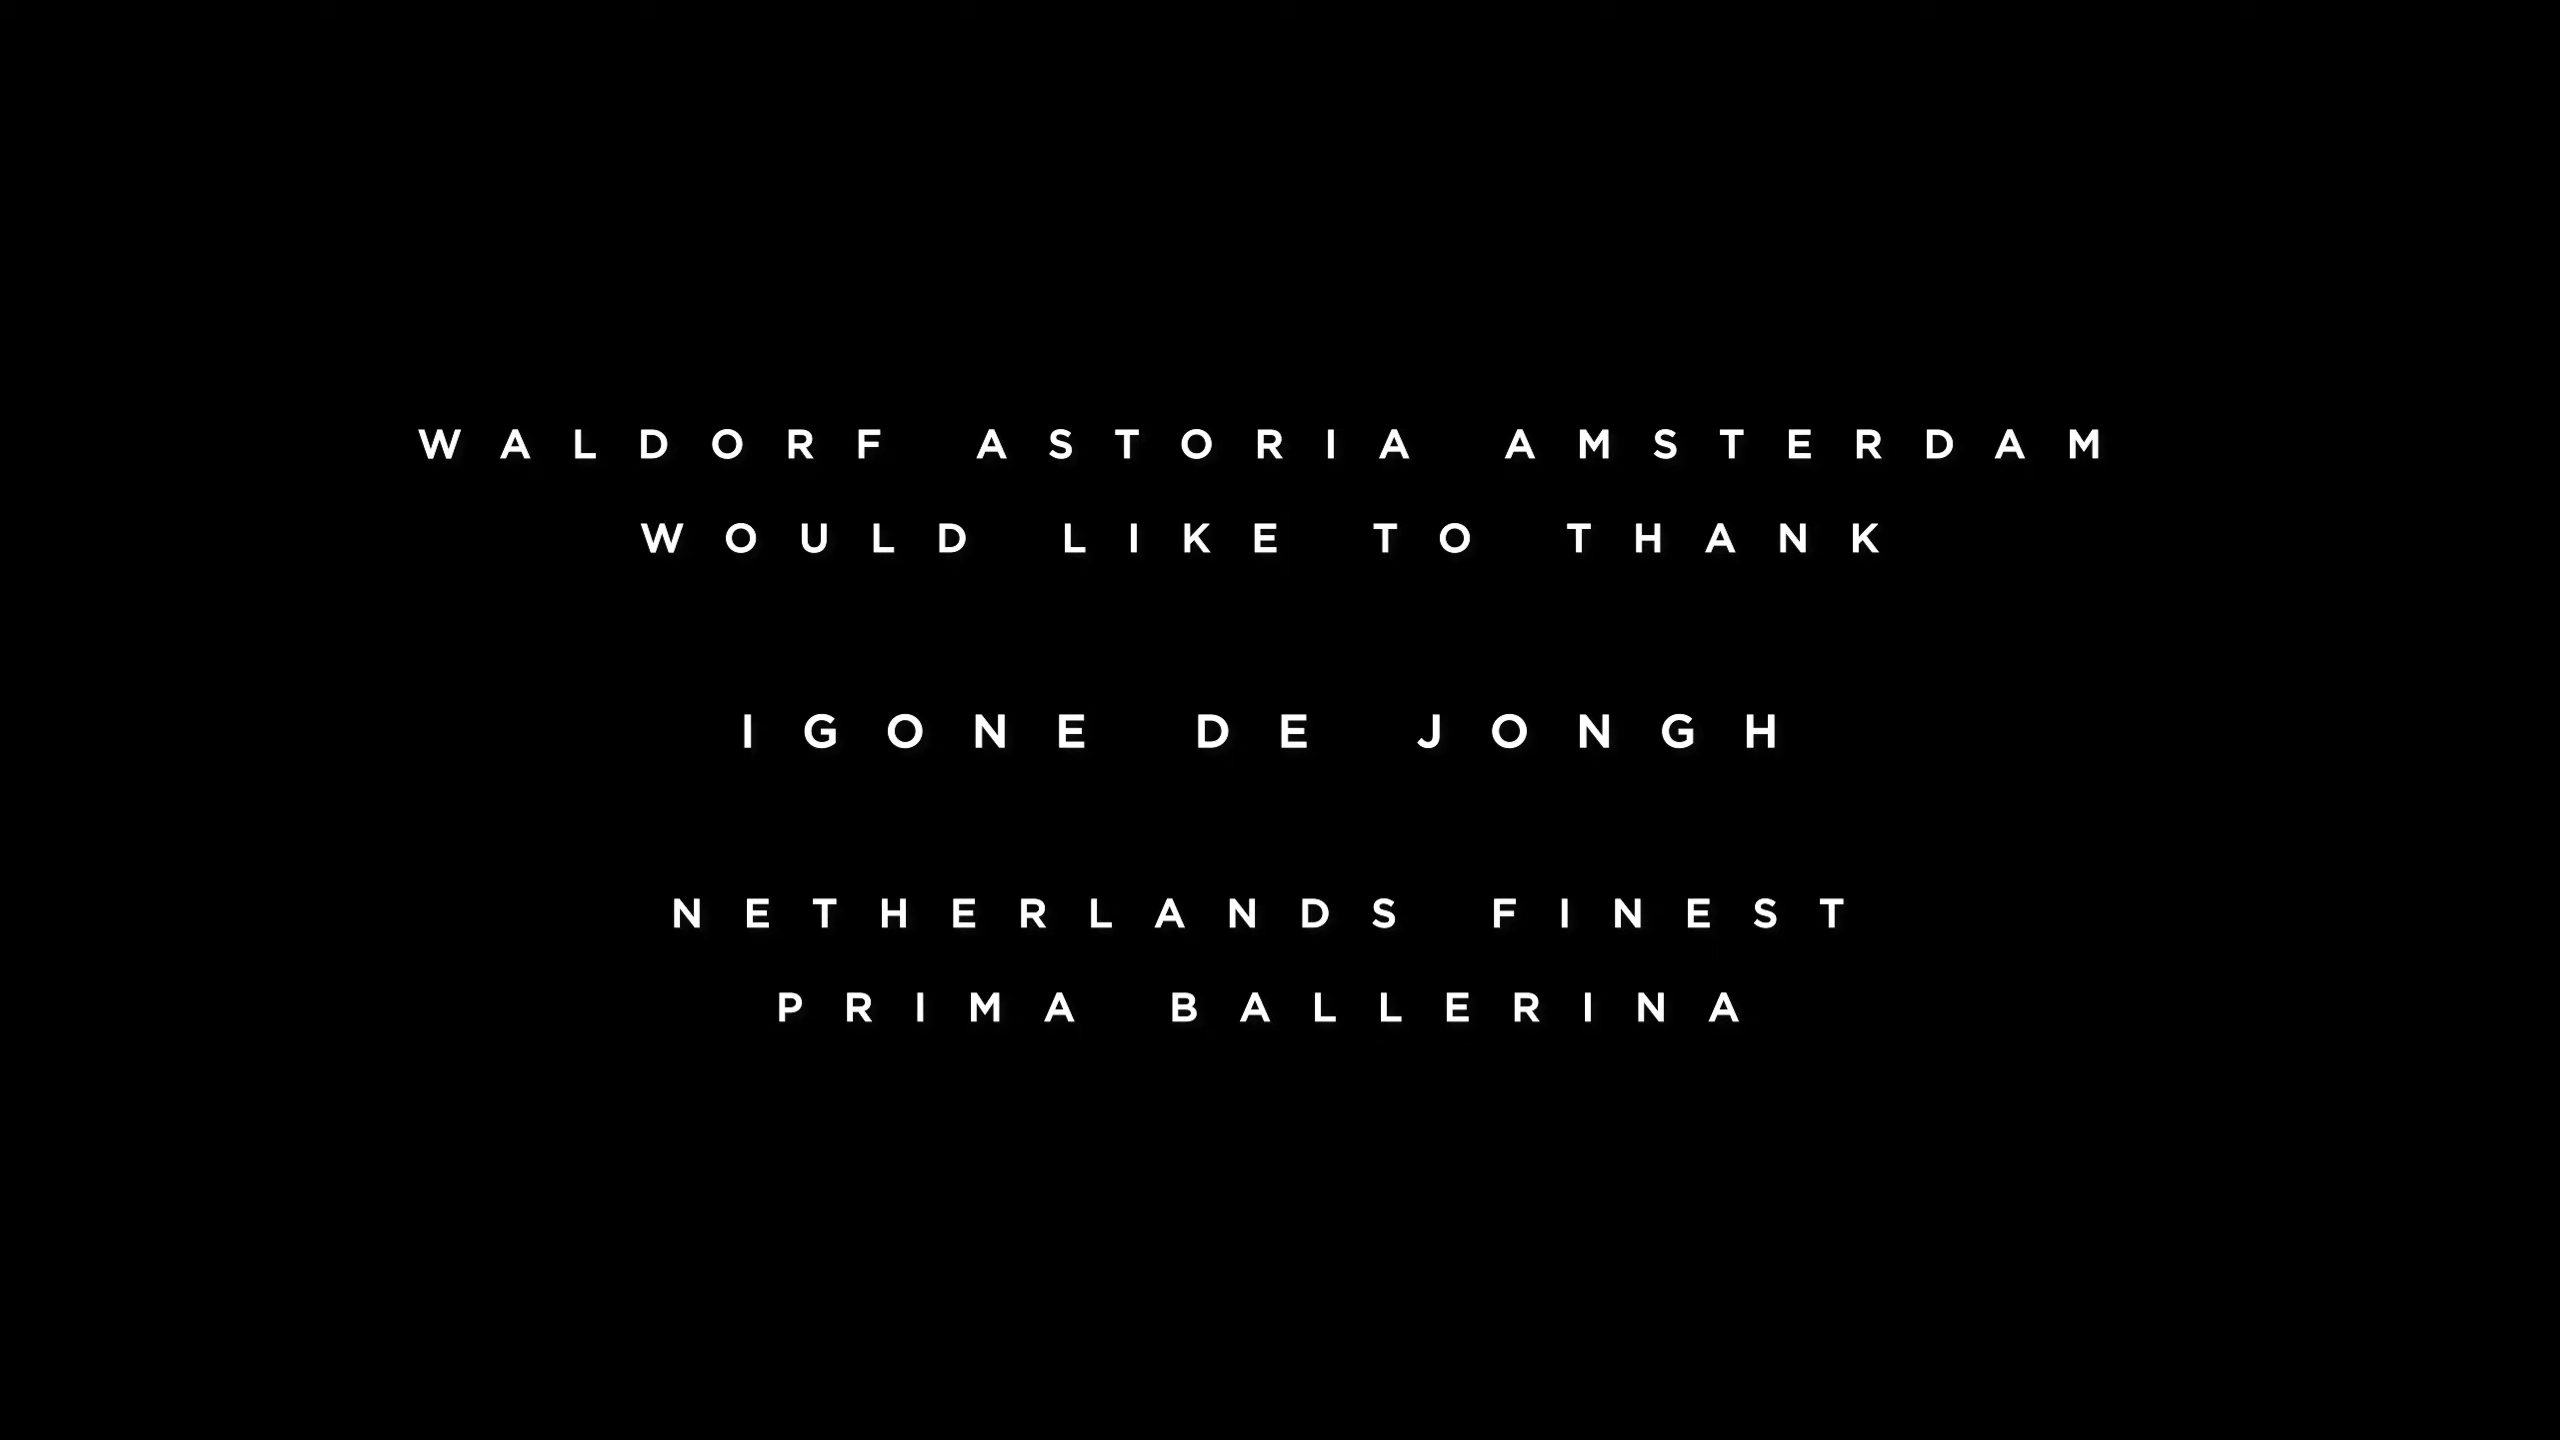 WALDORF ASTORIA AMSTERDAM
WOULD LIKE TO THANK
IGONE DE JONGH
NETHERLANDS FINEST
PRIMA BALLERINA